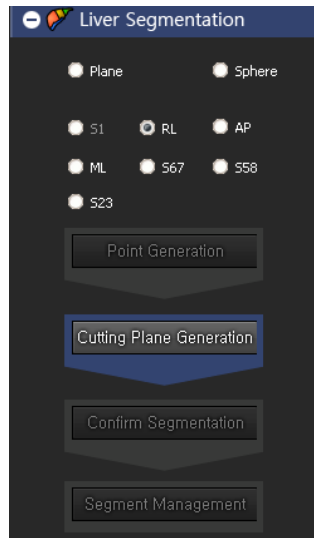 Liver Segmentation
Plane Sphere
S1 RL AP
ML S67 S58
S23
Point Generation
Cutting Plane Generation
Confirm Segmentation
Segment Management